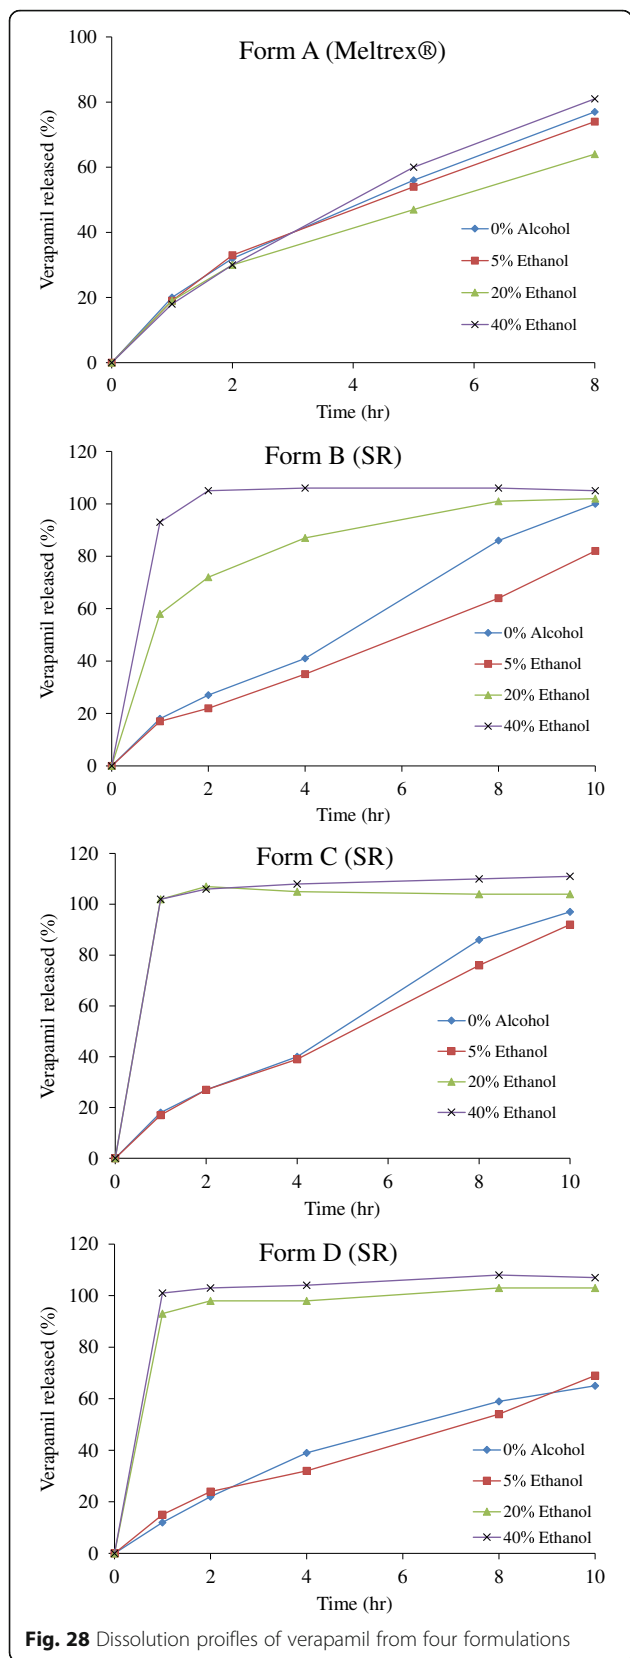 Form A (Meltrex®)
Verapamil released (%)
100
80
60
40
20
0
0 2 4 6 8
Time (hr)
0% Alcohol
5% Ethanol
20% Ethanol
40% Ethanol
Form B (SR)
Verapamil released (%)
120
100
80
60
40
20
0
0 2 4 6 8 10
Time (hr)
0% Alcohol
5% Ethanol
20% Ethanol
40% Ethanol
Form C (SR)
Verapamil released (%)
120
100
80
60
40
20
0
0 2 4 6 8 10
Time (hr)
0% Alcohol
5% Ethanol
20% Ethanol
40% Ethanol
Form D (SR)
Verapamil released (%)
120
100
80
60
40
20
0
0 2 4 6 8 10
Time (hr)
0% Alcohol
5% Ethanol
20% Ethanol
40% Ethanol
Fig. 28 Dissolution proifles of verapamil from four formulations